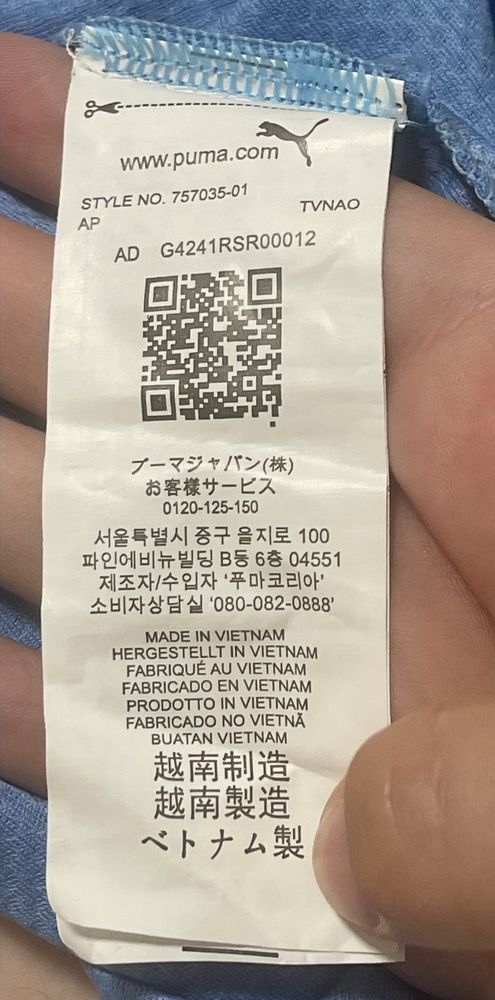 www.puma.com
STYLE NO. 757035-01
AP
TVNAO
AD G4241RSR00012
プーマジャパン(株)
お客様サービス
0120-125-150
서울특별시 중구 을지로 100
파인에비뉴빌딩 B동 6층 04551
제조자/수입자 '푸마코리아'
소비자상담실 '080-082-0888'
MADE IN VIETNAM
HERGESTELLT IN VIETNAM
FABRIQUÉ AU VIETNAM
FABRICADO EN VIETNAM
PRODOTTO IN VIETNAM
FABRICADO NO VIETNÃ
BUATAN VIETNAM
越南制造
越南製造
ベトナム製